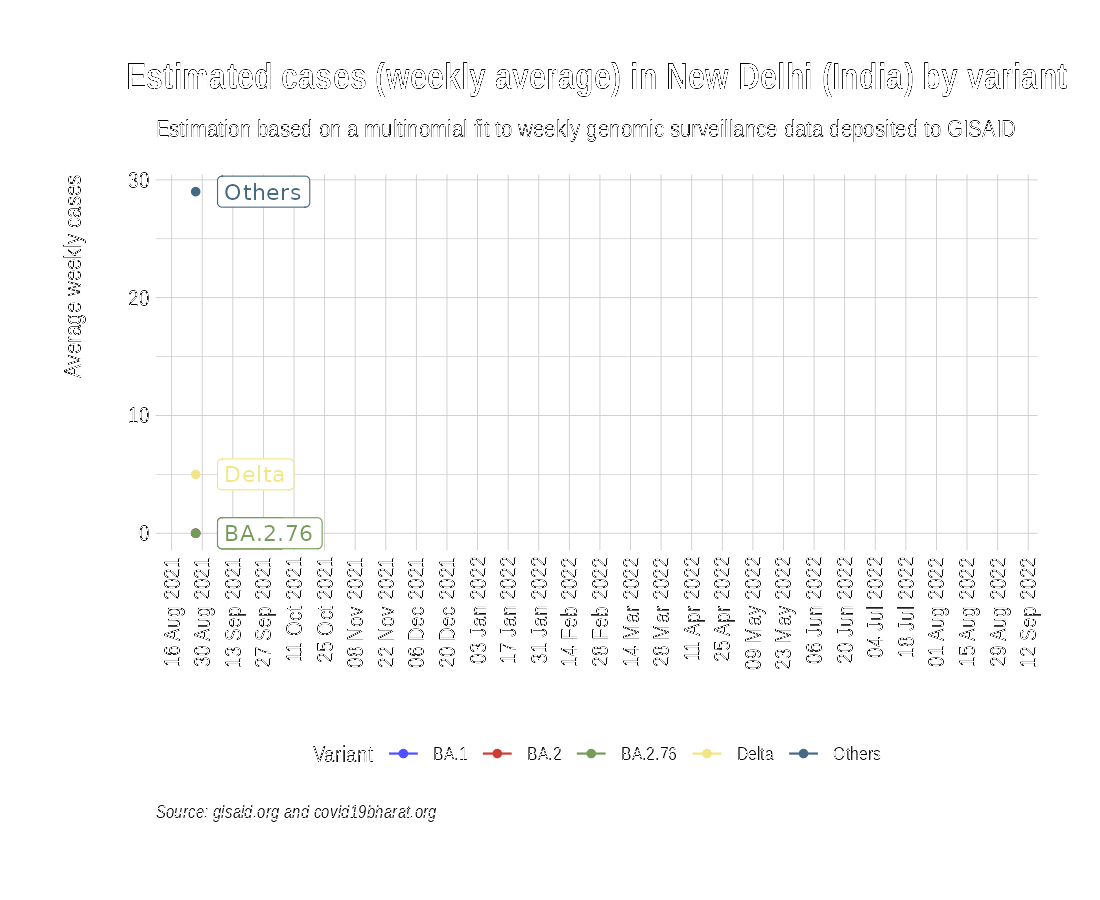 Estimated cases (weekly average) in New Delhi (India) by variant
Estimation based on a multinomial fit to weekly genomic surveillance data deposited to GISAID
Average weekly cases
30
20
10
0
Others
Delta
BA.2.76
16 Aug 2021
30 Aug 2021
13 Sep 2021
27 Sep 2021
11 Oct 2021
25 Oct 2021
08 Nov 2021
22 Nov 2021
06 Dec 2021
20 Dec 2021
03 Jan 2022
17 Jan 2022
31 Jan 2022
14 Feb 2022
28 Feb 2022
14 Mar 2022
28 Mar 2022
11 Apr 2022
25 Apr 2022
09 May 2022
23 May 2022
06 Jun 2022
20 Jun 2022
04 Jul 2022
18 Jul 2022
01 Aug 2022
15 Aug 2022
29 Aug 2022
12 Sep 2022
Variant BA.1 BA.2 BA.2.76 Delta Others
Source: gisaid.org and covid19bharat.org